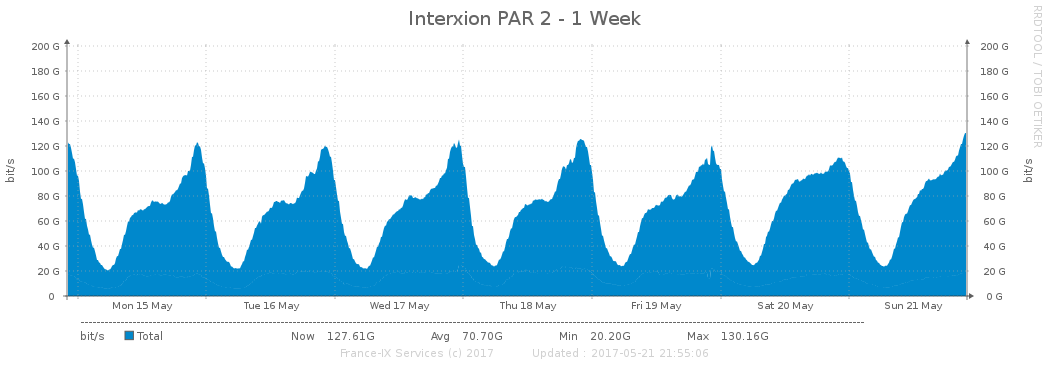 Interxion PAR 2 - 1 Week
RRDTOOL / TOBI OETIKER
200 G 200 G
180 G 180 G
160 G 160 G
140 G 140 G
120 G 120 G
100 G 100 G
80 G 80 G
60 G 60 G
40 G 40 G
20 G 20 G
0 0 G
bit/s
bit/s
Mon 15 May Tue 16 May Wed 17 May Thu 18 May Fri 19 May Sat 20 May Sun 21 May
bit/s Total Now 127.61G Avg 70.70G Min 20.20G Max 130.16G
France-IX Services (c) 2017 Updated : 2017-05-21 21:55:06